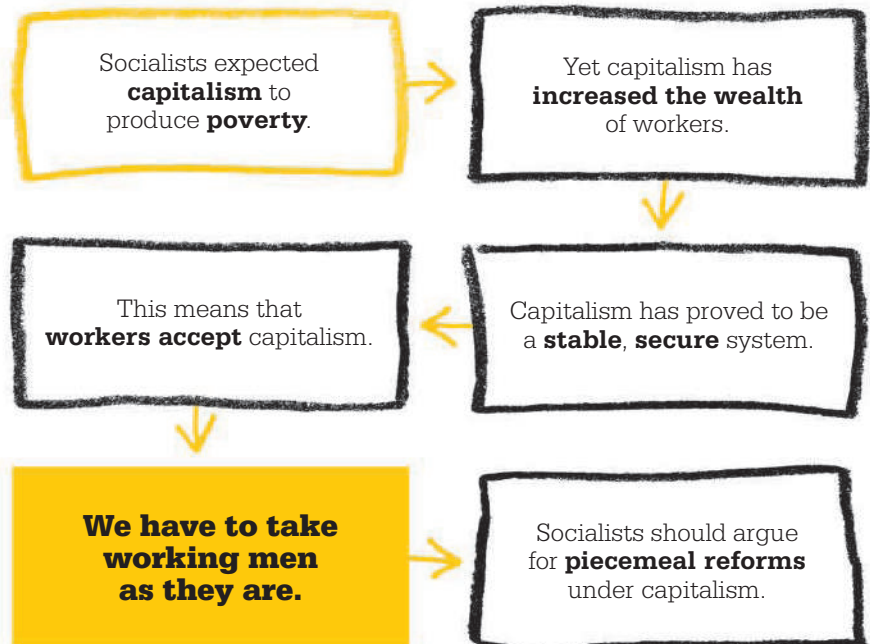 Socialists expected
capitalism to
produce poverty.
Yet capitalism has
increased the wealth
of workers.
Capitalism has proved to be
a stable, secure system.
This means that
workers accept capitalism.
We have to take
working men
as they are.
Socialists should argue
for piecemeal reforms
under capitalism.